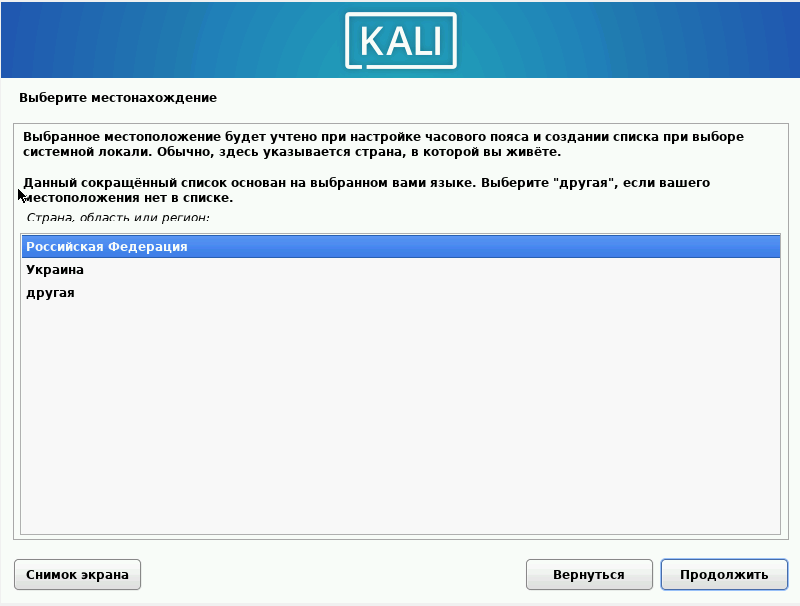 KALI
Выберите местонахождение
Выбранное местоположение будет учтено при настройке часового пояса и создании списка при выборе
системной локали. Обычно, здесь указывается страна, в которой вы живёте.
Данный сокращённый список основан на выбранном вами языке. Выберите "другая", если вашего
местоположения нет в списке.
Страна, область или регион:
Российская Федерация
Украина
другая
Снимок экрана
Вернуться
Продолжить